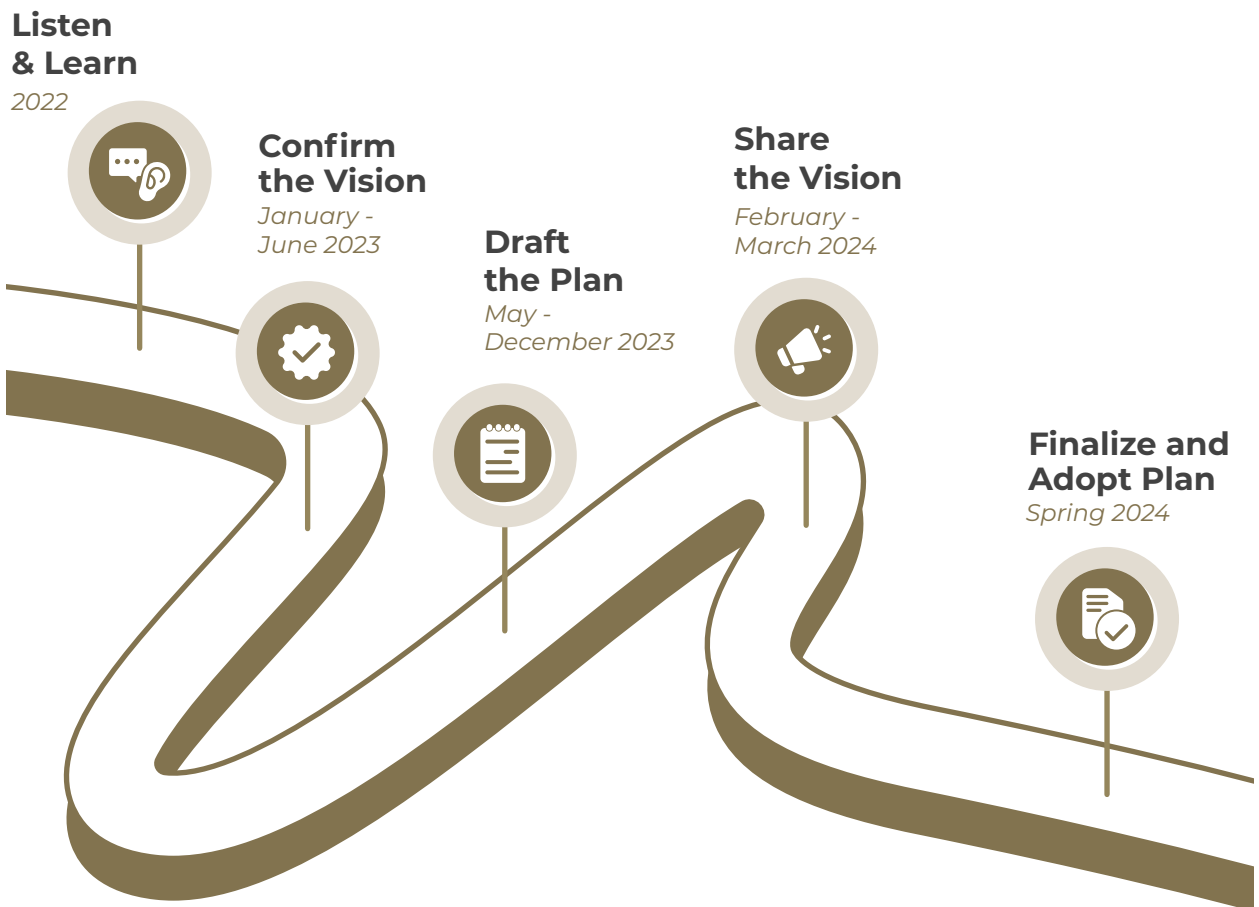 Listen
& Learn
2022
Confirm
the Vision
January -
June 2023
Draft
the Plan
May -
December 2023
Share
the Vision
February -
March 2024
Finalize and
Adopt Plan
Spring 2024